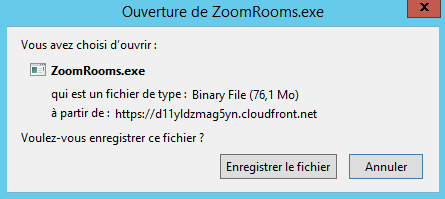 Ouverture de ZoomRooms.exe
x
Vous avez choisi d'ouvrir :
ZoomRooms.exe
qui est un fichier de type : Binary File (76,1 Mo)
à partir de : https://d11yldzmag5yn.cloudfront.net
Voulez-vous enregistrer ce fichier ?
Enregistrer le fichier Annuler